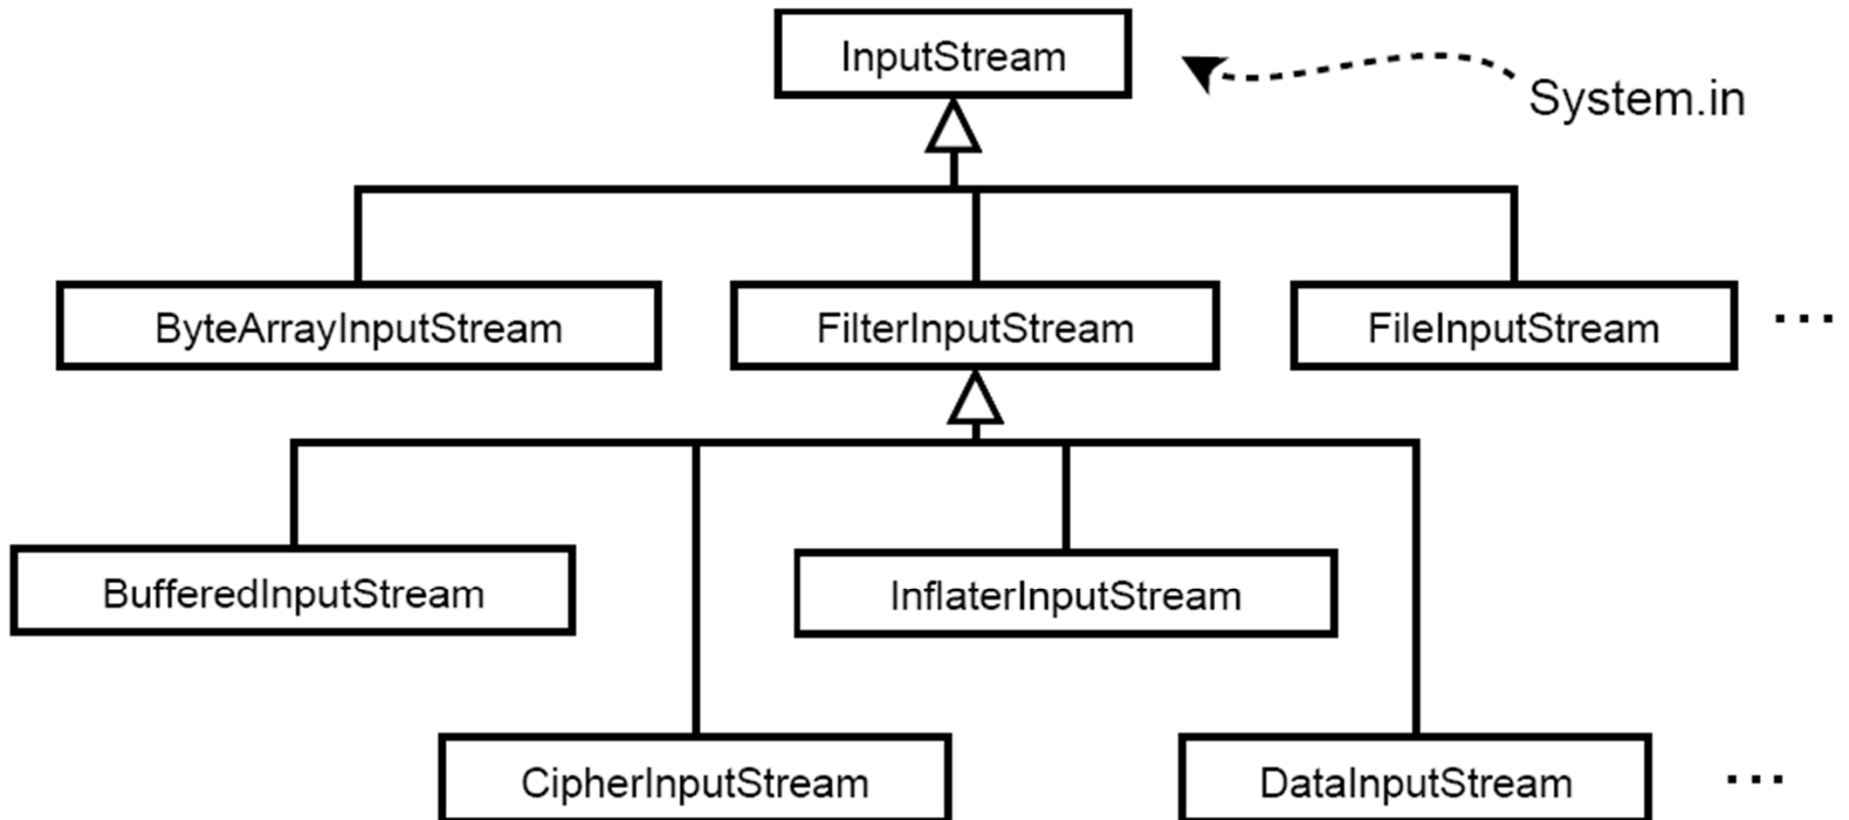 InputStream
System.in
ByteArrayInputStream
FilterInputStream
FileInputStream
...
BufferedInputStream
InflaterInputStream
CipherInputStream
DataInputStream
...